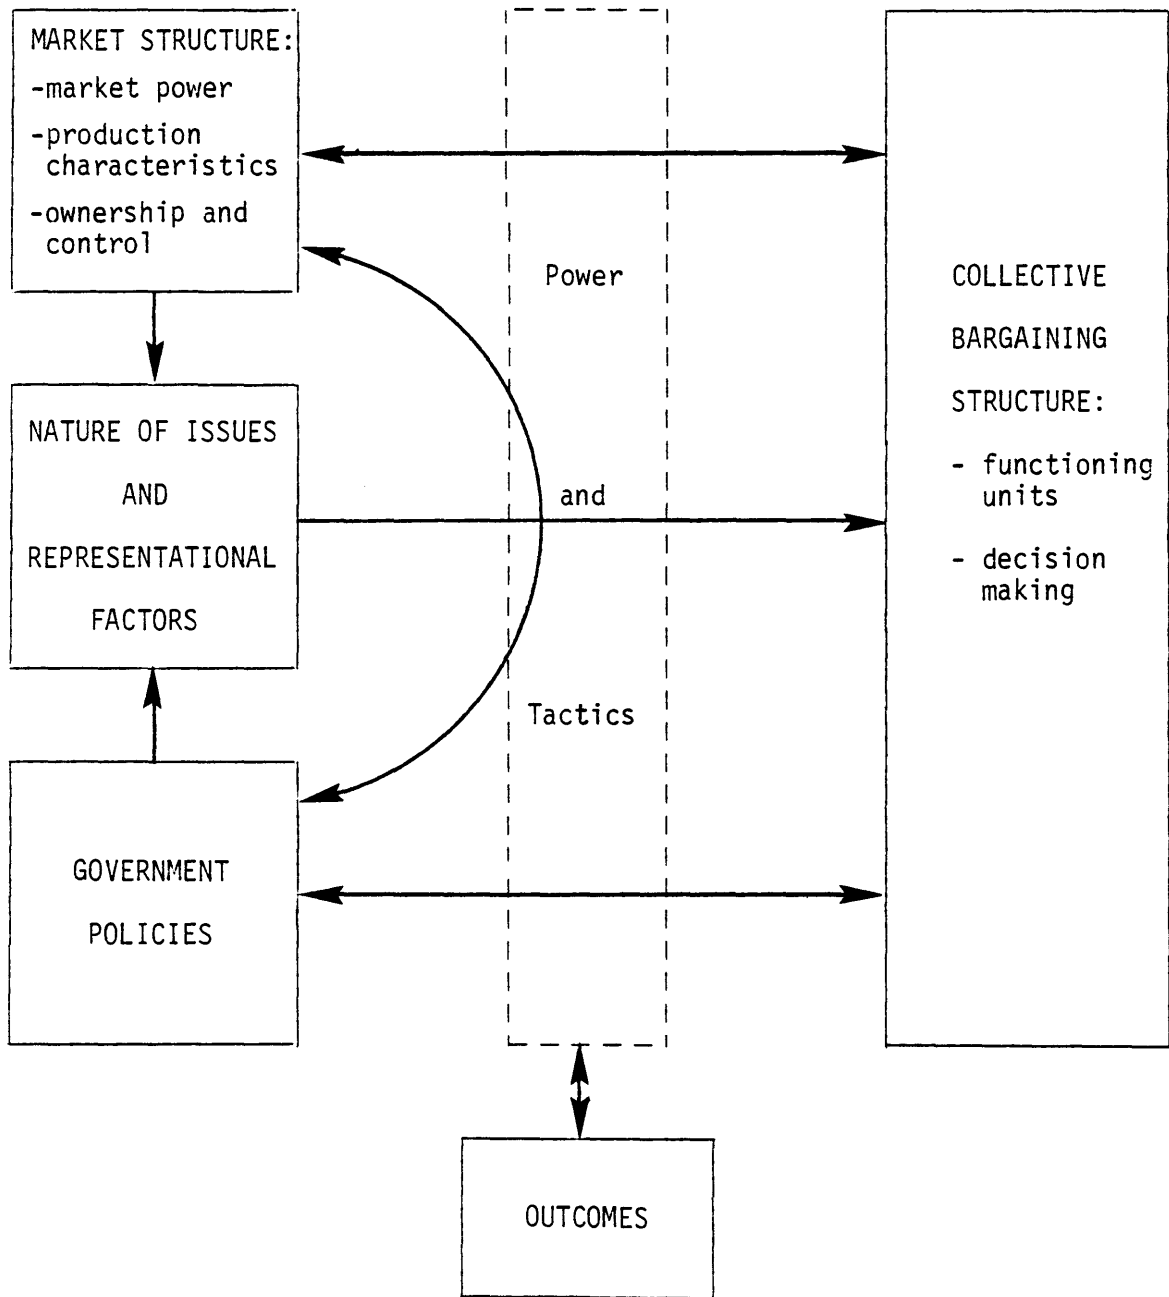 MARKET STRUCTURE:
-market power
-production
characteristics
-ownership and
control
NATURE OF ISSUES
AND
REPRESENTATIONAL
FACTORS
GOVERNMENT
POLICIES
Power
and
Tactics
COLLECTIVE
BARGAINING
STRUCTURE:
- functioning
units
- decision
making
OUTCOMES